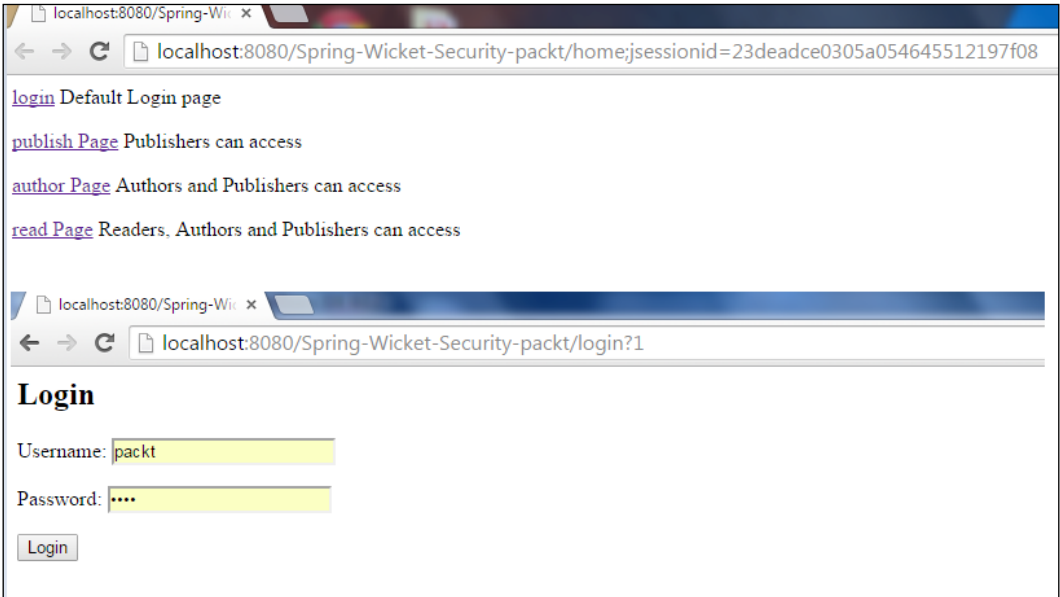 localhost:8080/Spring-Wic
localhost:8080/Spring-Wicket-Security-packt/home;jsessionid=23deadce0305a054645512197f08
login Default Login page
publish Page Publishers can access
author Page Authors and Publishers can access
read Page Readers, Authors and Publishers can access
localhost:8080/Spring-Wic
localhost:8080/Spring-Wicket-Security-packt/login?1
Login
Username: packt
Password: ••••
Login